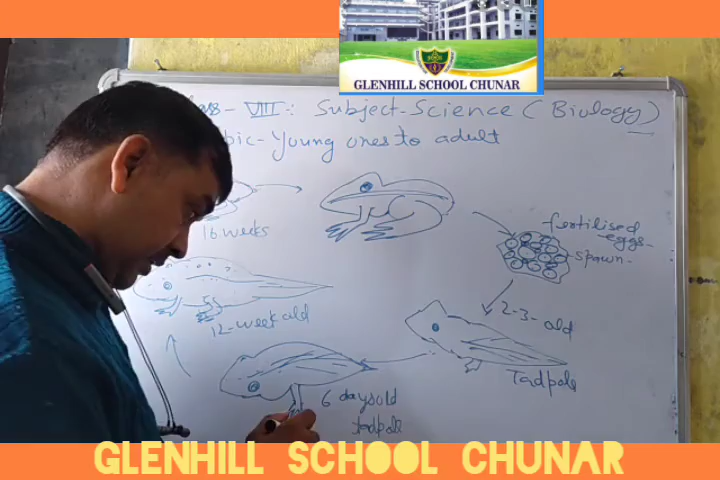 GLENHILL SCHOOL CHUNAR
VIII: Subject-Science (Biology)
Young ones to adult
16 weeks
fertilised
eggs
spawn
2-3- old
Tadpole
12-week old
6 days old
tadpole
GLENHILL SCHOOL CHUNAR